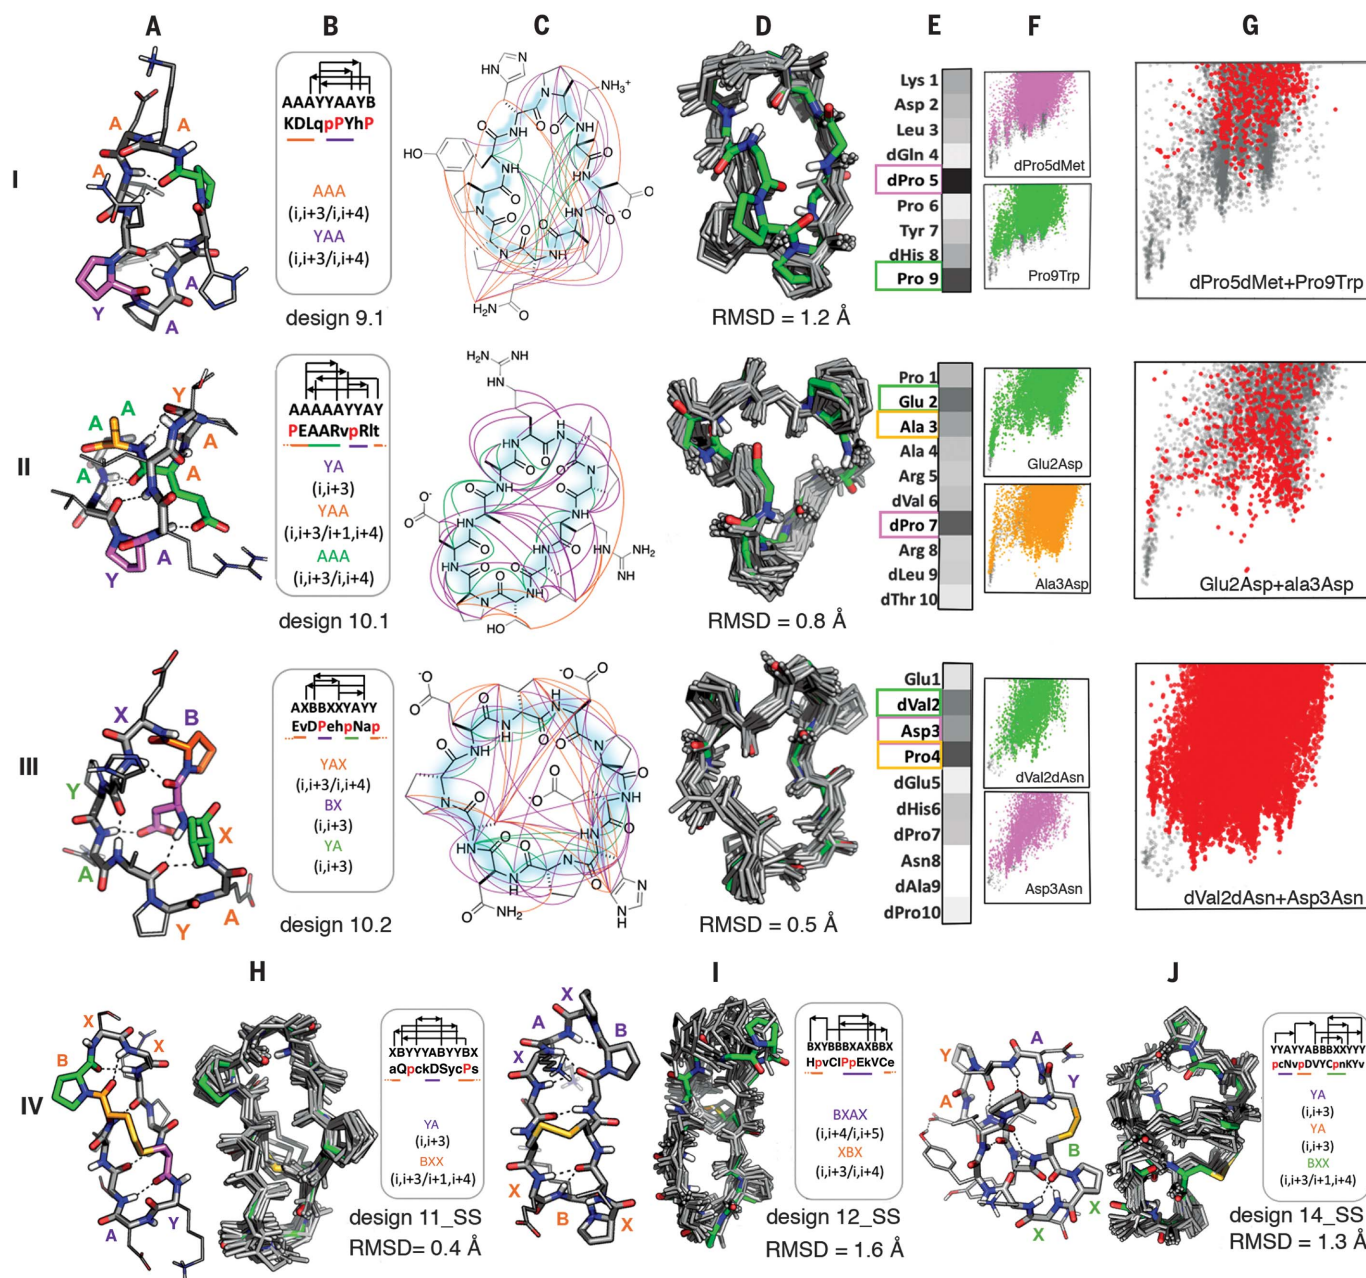 A B C D E F G
I
A
A
A
Y
A
A
AAAYYAAYB
KDLqpPYhP
AAA
(i,i+3/i,i+4)
YAA
(i,i+3/i,i+4)
design 9.1
HN
N
NH₃⁺
HO
H₂N
O
RMSD = 1.2 Å
Lys 1
Asp 2
Leu 3
dGln 4
dPro 5
Pro 6
Tyr 7
dHis 8
Pro 9
dPro5dMet
Pro9Trp
dPro5dMet+Pro9Trp
II
Y
A
A
A
A
A
Y
A
AAAAAYYAY
PEAARvpRlt
YA
(i,i+3)
YAA
(i,i+3/i+1,i+4)
AAA
(i,i+3/i,i+4)
design 10.1
H₂N NH
HN
HN NH₂
NH
HO
RMSD = 0.8 Å
Pro 1
Glu 2
Ala 3
Ala 4
Arg 5
dVal 6
dPro 7
Arg 8
dLeu 9
dThr 10
Glu2Asp
Ala3Asp
Glu2Asp+ala3Asp
III
X
B
Y
X
A
A
Y
AXBBXXYAYY
EvDPehpNap
YAX
(i,i+3/i,i+4)
BX
(i,i+3)
YA
(i,i+3)
design 10.2
NH₂
RMSD = 0.5 Å
Glu1
dVal2
Asp3
Pro4
dGlu5
dHis6
dPro7
Asn8
dAla9
dPro10
dVal2dAsn
Asp3Asn
dVal2dAsn+Asp3Asn
H I J
IV
X
X
B
Y
A
XBYYYABYYBX
aQpckDSycPs
YA
(i,i+3)
BXX
(i,i+3/i+1,i+4)
design 11_SS
RMSD= 0.4 Å
X
A
B
X
X
B
X
BXYBBBXAXBBX
HpvCIPpEkVCe
BXAX
(i,i+4/i,i+5)
XBX
(i,i+3/i,i+4)
design 12_SS
RMSD = 1.6 Å
A
Y
Y
A
B
X
X
YYAYYABBBXXYYY
pcNvpDVYCpnKYv
YA
(i,i+3)
YA
(i,i+3)
BXX
(i,i+3/i+1,i+4)
design 14_SS
RMSD = 1.3 Å